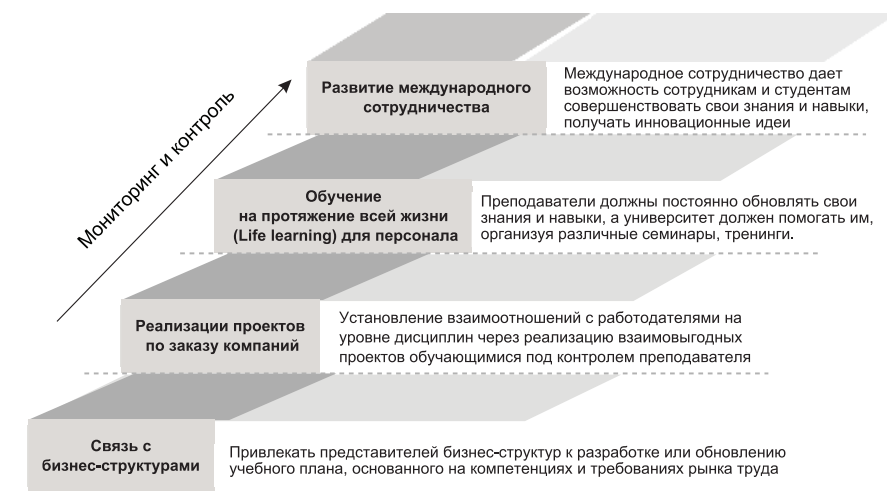 Развитие международного
сотрудничества
Международное сотрудничество дает
возможность сотрудникам и студентам
совершенствовать свои знания и навыки,
получать инновационные идеи
Мониторинг и контроль
Обучение
на протяжение всей жизни
(Life learning) для персонала
Преподаватели должны постоянно обновлять свои
знания и навыки, а университет должен помогать им,
организуя различные семинары, тренинги.
Реализации проектов
по заказу компаний
Установление взаимоотношений с работодателями на
уровне дисциплин через реализацию взаимовыгодных
проектов обучающимися под контролем преподавателя
Связь с
бизнес-структурами
Привлекать представителей бизнес-структур к разработке или обновлению
учебного плана, основанного на компетенциях и требованиях рынка труда